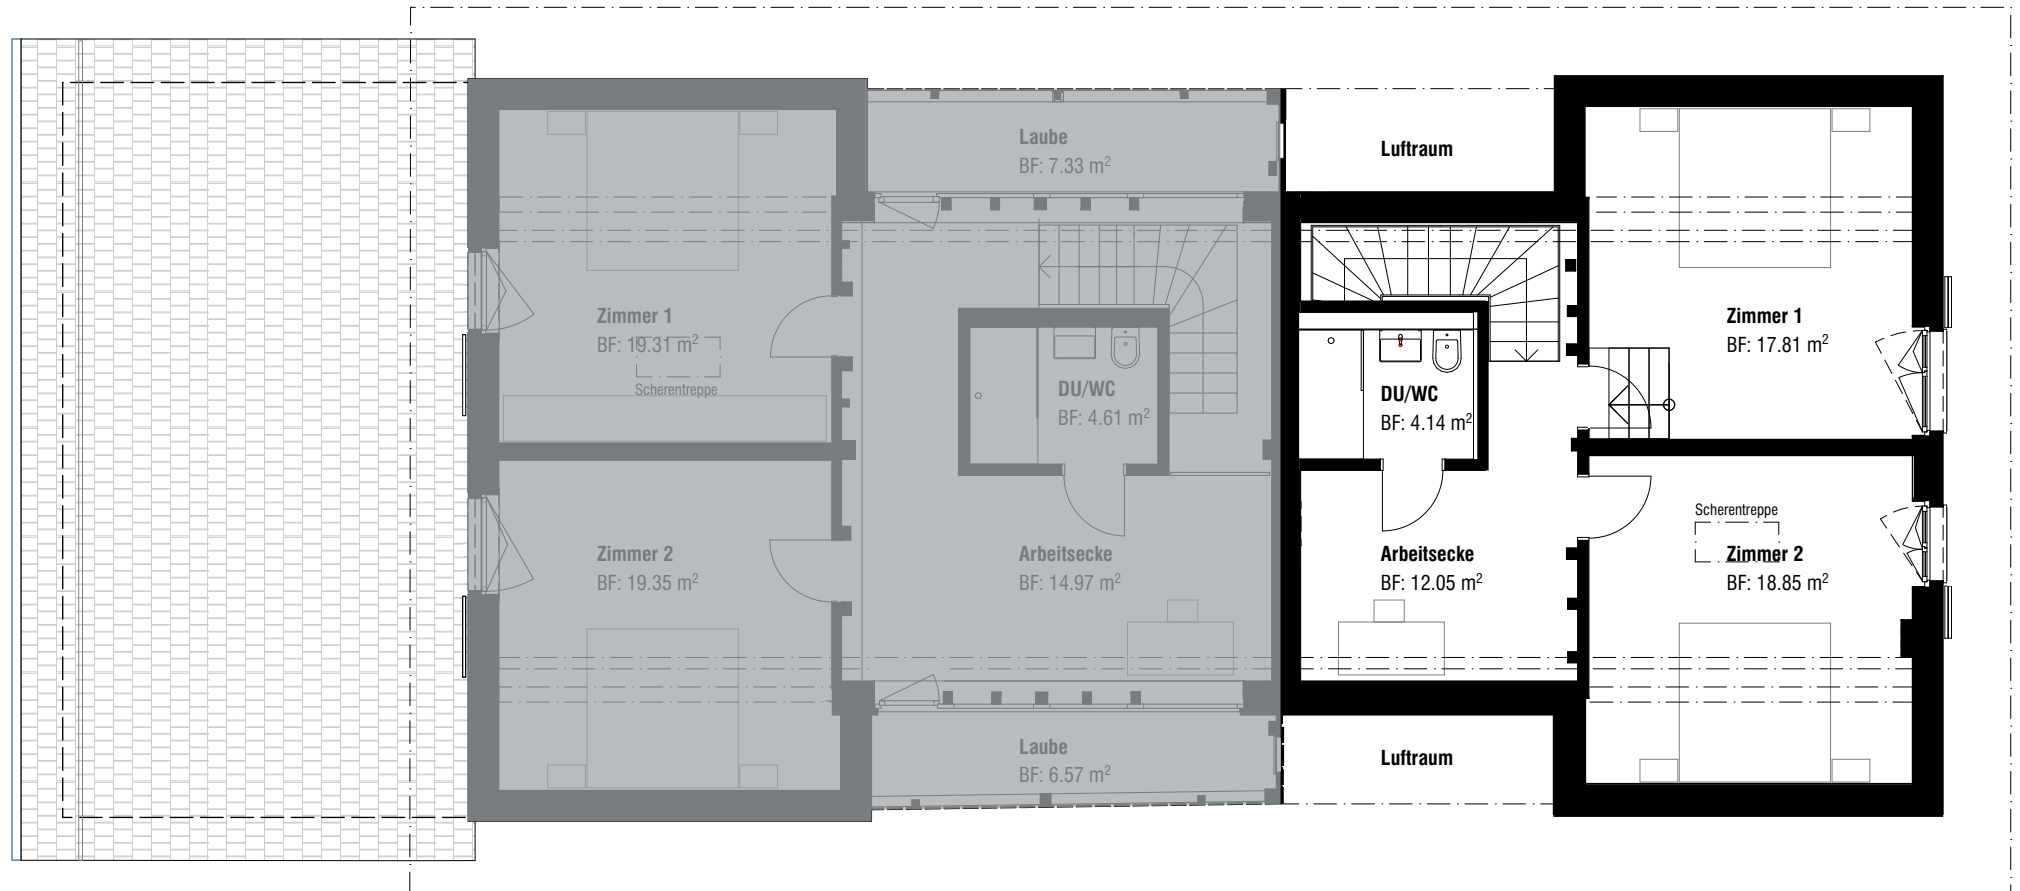 Laube
BF: 7.33 m²
Luftraum
Zimmer 1
BF: 19.31 m²
Scherentreppe
DU/WC
BF: 4.61 m²
DU/WC
BF: 4.14 m²
Zimmer 1
BF: 17.81 m²
Zimmer 2
BF: 19.35 m²
Arbeitsecke
BF: 14.97 m²
Arbeitsecke
BF: 12.05 m²
Scherentreppe
Zimmer 2
BF: 18.85 m²
Laube
BF: 6.57 m²
Luftraum